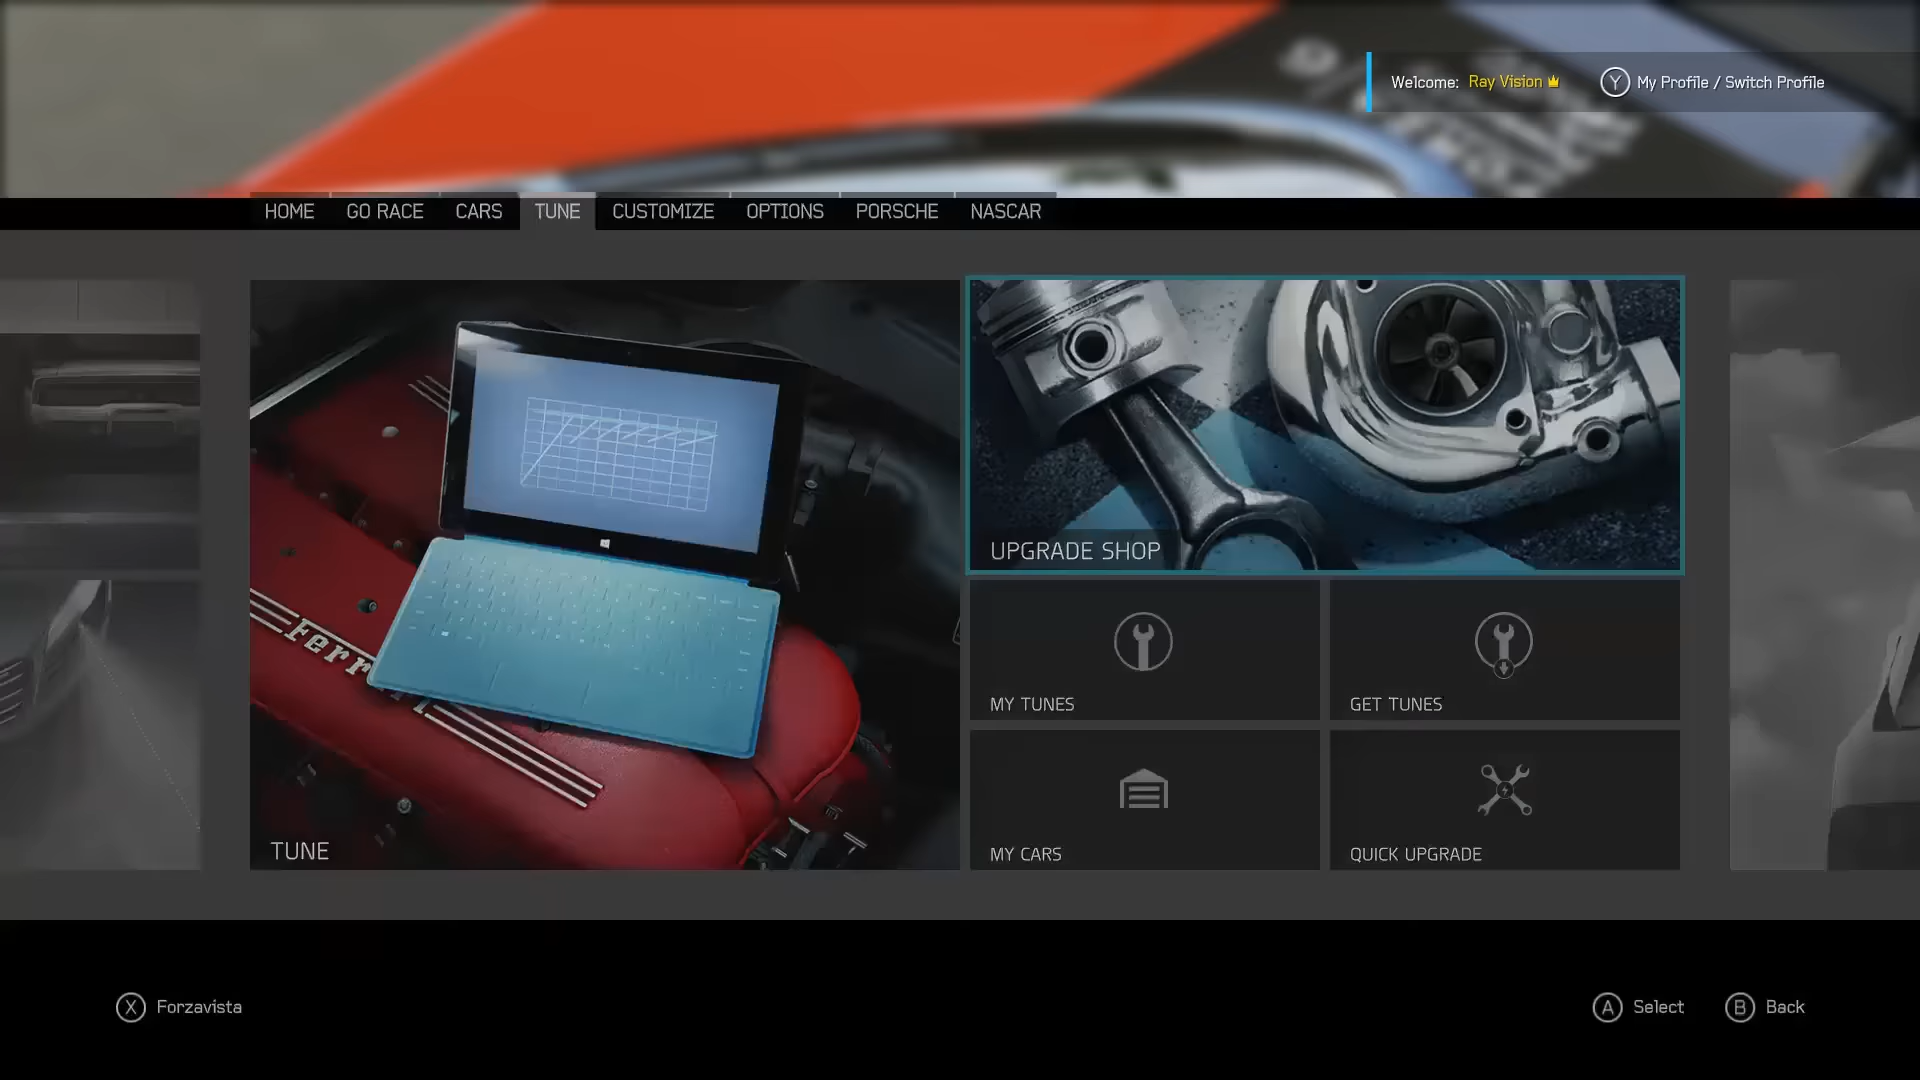 Welcome: Ray Vision
Y My Profile / Switch Profile
HOME GO RACE CARS TUNE CUSTOMIZE OPTIONS PORSCHE NASCAR
UPGRADE SHOP
MY TUNES
GET TUNES
TUNE
MY CARS
QUICK UPGRADE
X Forzavista
A Select
B Back